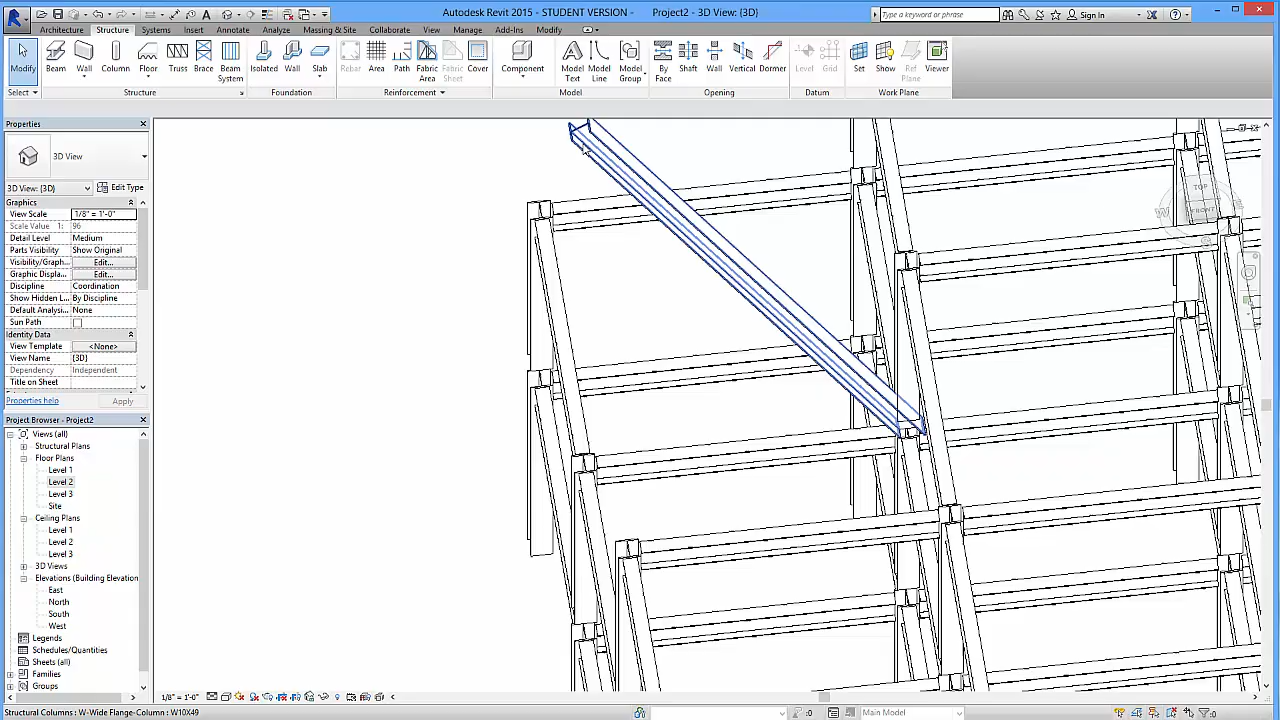 Autodesk Revit 2015 - STUDENT VERSION - Project2 - 3D View: {3D}
Type a keyword or phrase
Sign In
Architecture Structure Systems Insert Annotate Analyze Massing & Site Collaborate View Manage Add-Ins Modify
Modify Beam Wall Column Floor Truss Brace Beam System Isolated Wall Slab Rebar Area Path Fabric Area Fabric Sheet Cover Component Model Text Model Line Model Group By Face Shaft Wall Vertical Dormer Level Grid Set Show Ref Plane Viewer
Select Structure Foundation Reinforcement Model Opening Datum Work Plane
Properties
3D View
3D View: {3D} Edit Type
Graphics
View Scale 1/8" = 1'-0"
Scale Value 1: 96
Detail Level Medium
Parts Visibility Show Original
Visibility/Graph... Edit...
Graphic Displa... Edit...
Discipline Coordination
Show Hidden L... By Discipline
Default Analysi... None
Sun Path
Identity Data
View Template <None>
View Name {3D}
Dependency Independent
Title on Sheet
Properties help Apply
Project Browser - Project2
Views (all)
Structural Plans
Floor Plans
Level 1
Level 2
Level 3
Site
Ceiling Plans
Level 1
Level 2
Level 3
3D Views
Elevations (Building Elevation
East
North
South
West
Legends
Schedules/Quantities
Sheets (all)
Families
Groups
TOP
W
1/8" = 1'-0"
Structural Columns : W-Wide Flange-Column : W10X49
:0 Main Model :0